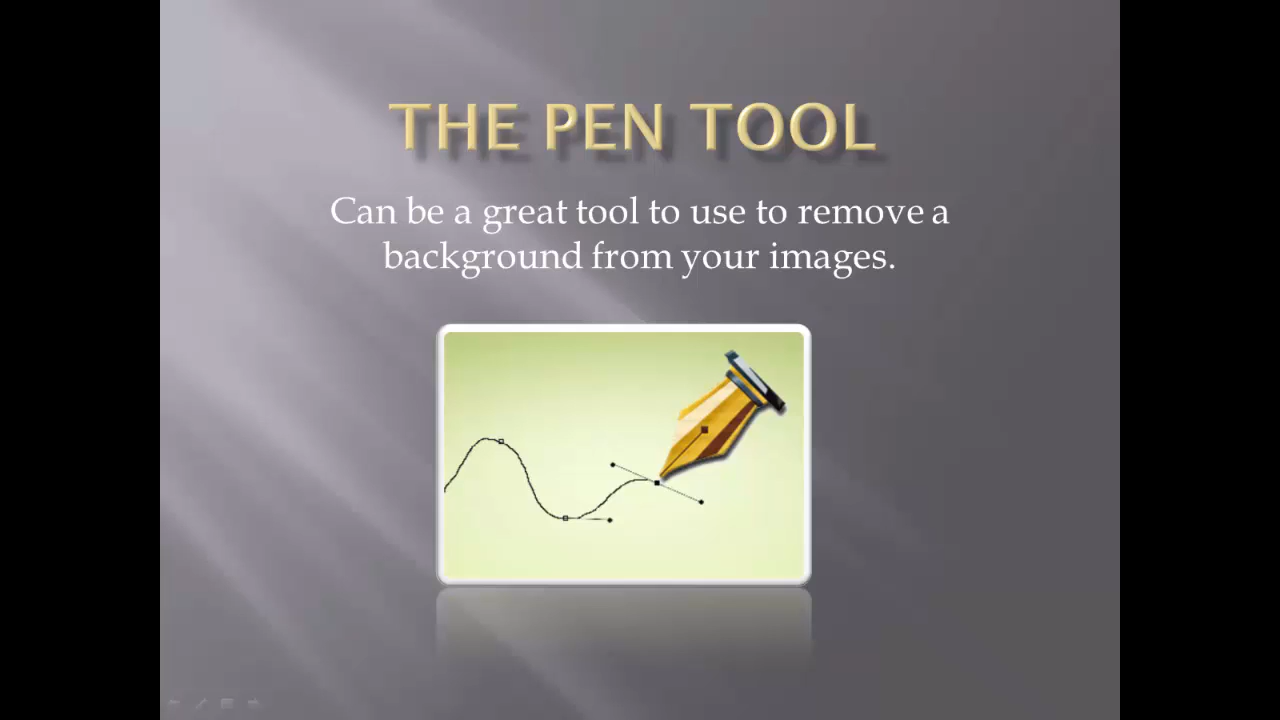 THE PEN TOOL
Can be a great tool to use to remove a
background from your images.